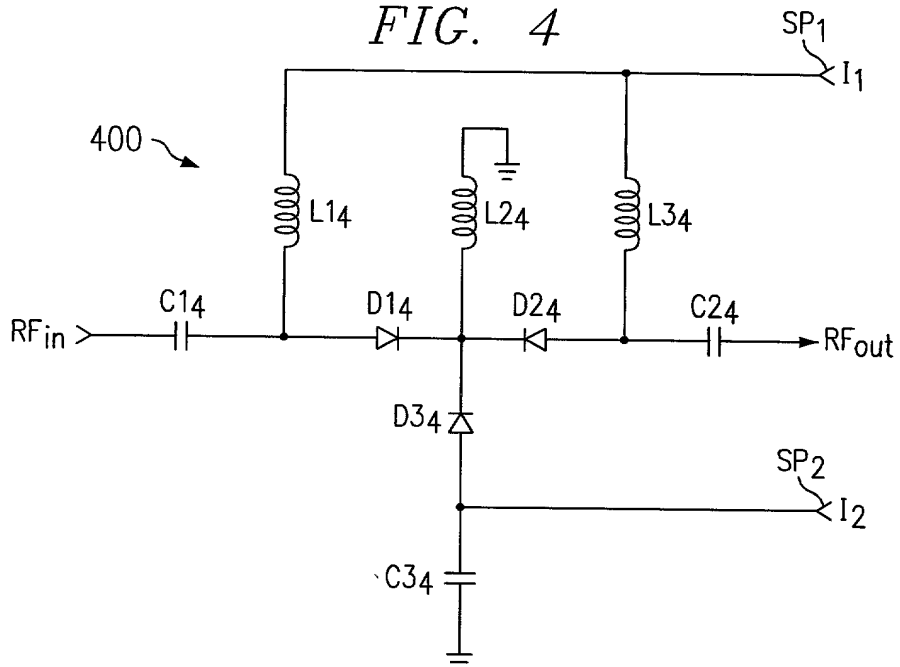 FIG. 4
SP1
I1
400
L14
L24
L34
C14
D14
D24
C24
RFin
RFout
D34
SP2
I2
C34